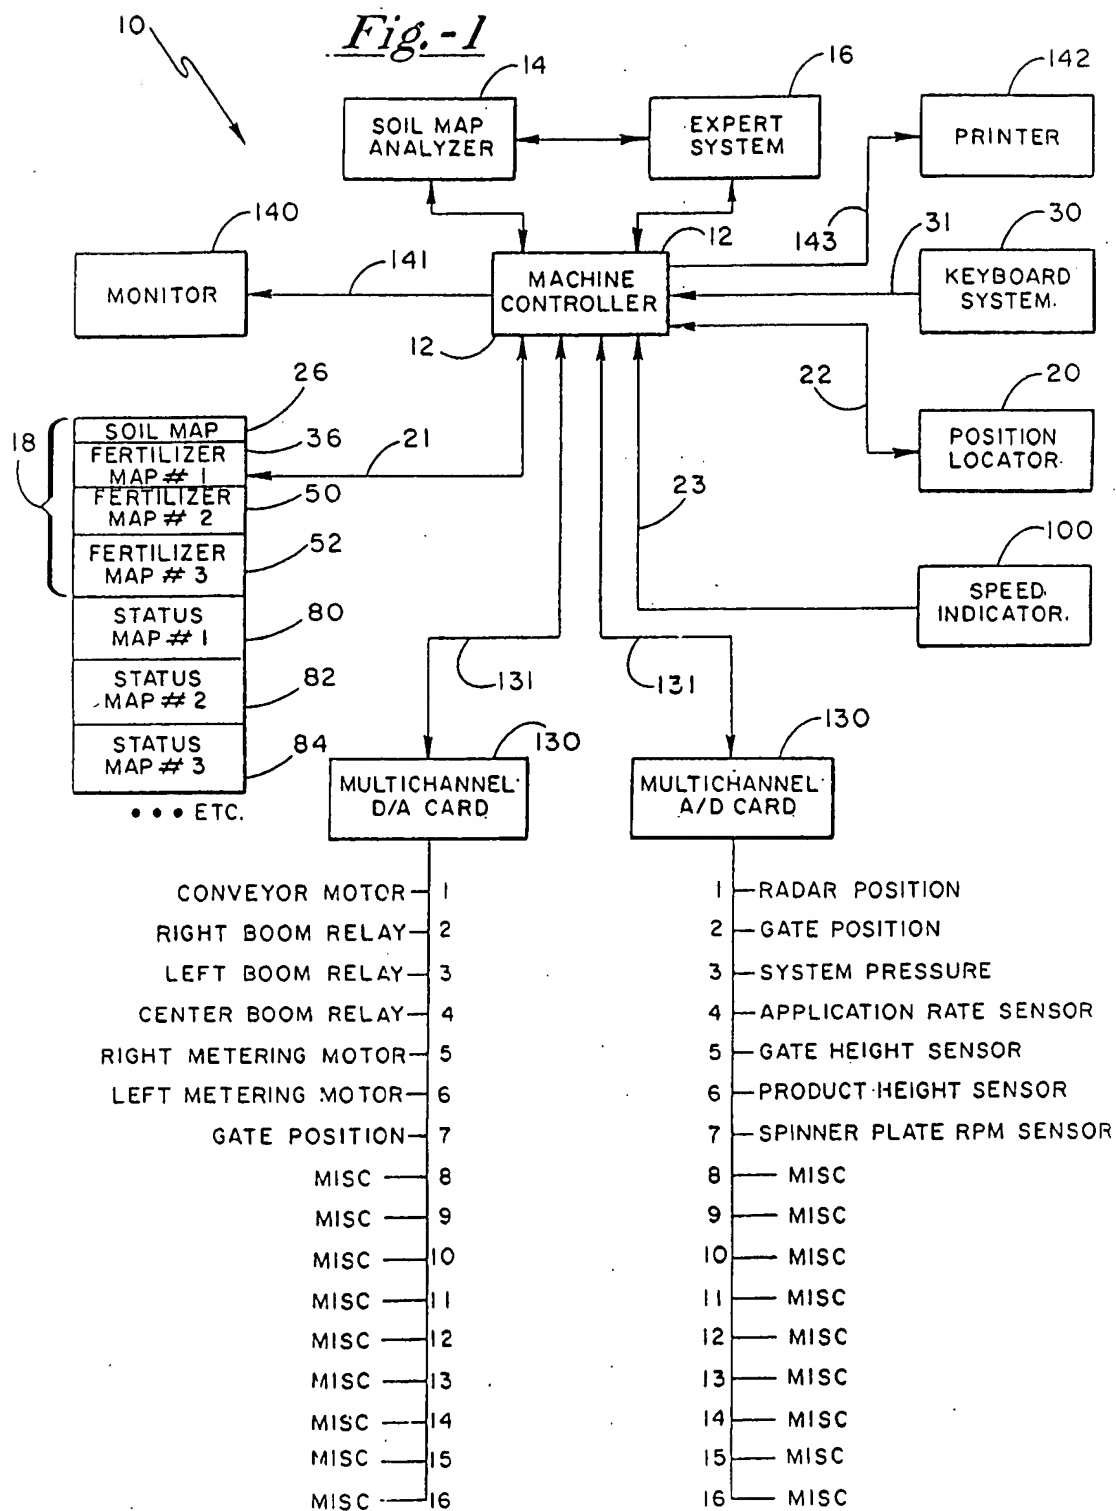 Fig.-1
10
14
SOIL MAP
ANALYZER
16
EXPERT
SYSTEM
142
PRINTER
143
140
MONITOR
141
12
MACHINE
CONTROLLER
12
31
30
KEYBOARD
SYSTEM.
22
20
POSITION
LOCATOR
18
26
SOIL MAP
36
FERTILIZER
MAP # 1
21
50
FERTILIZER
MAP # 2
52
FERTILIZER
MAP # 3
80
STATUS
MAP # 1
82
STATUS
MAP # 2
84
STATUS
MAP # 3
• • • ETC.
23
100
SPEED
INDICATOR.
131
131
130
MULTICHANNEL
D/A CARD
130
MULTICHANNEL
A/D CARD
CONVEYOR MOTOR 1
RIGHT BOOM RELAY 2
LEFT BOOM RELAY 3
CENTER BOOM RELAY 4
RIGHT METERING MOTOR 5
LEFT METERING MOTOR 6
GATE POSITION 7
MISC 8
MISC 9
MISC 10
MISC 11
MISC 12
MISC 13
MISC 14
MISC 15
MISC 16
1 RADAR POSITION
2 GATE POSITION
3 SYSTEM PRESSURE
4 APPLICATION RATE SENSOR
5 GATE HEIGHT SENSOR
6 PRODUCT HEIGHT SENSOR
7 SPINNER PLATE RPM SENSOR
8 MISC
9 MISC
10 MISC
11 MISC
12 MISC
13 MISC
14 MISC
15 MISC
16 MISC